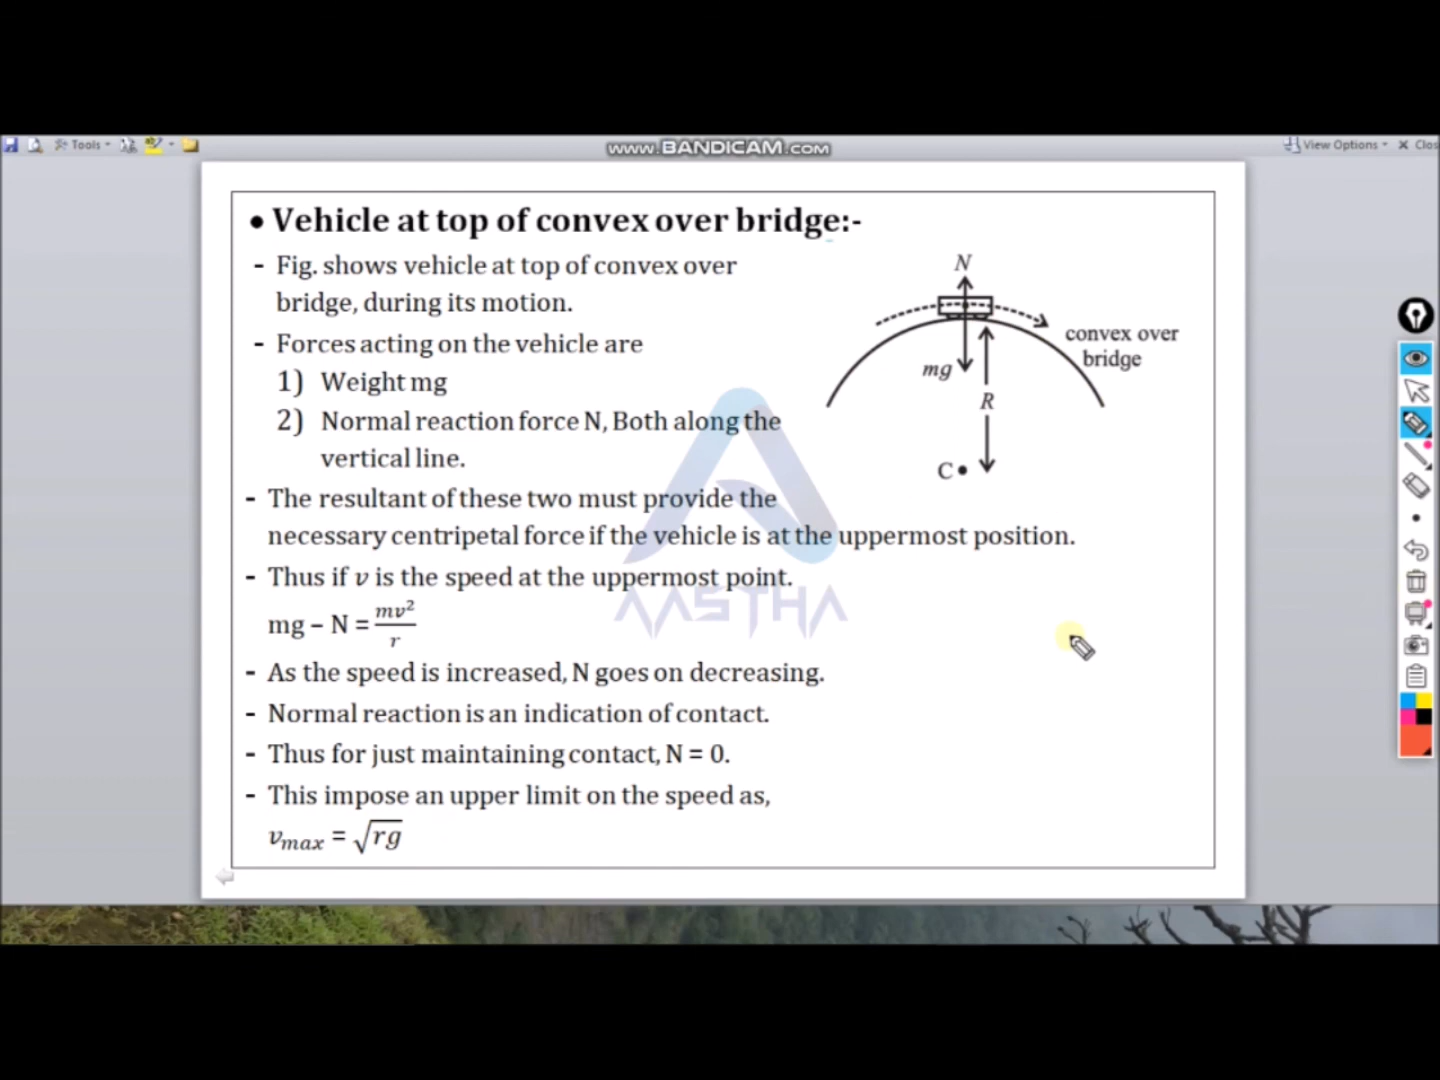 Tools
www.BANDICAM.com
View Options
Clos
• Vehicle at top of convex over bridge:-
- Fig. shows vehicle at top of convex over
bridge, during its motion.
- Forces acting on the vehicle are
1) Weight mg
2) Normal reaction force N, Both along the
vertical line.
- The resultant of these two must provide the
necessary centripetal force if the vehicle is at the uppermost position.
- Thus if v is the speed at the uppermost point.
mg – N = mv²/r
- As the speed is increased, N goes on decreasing.
- Normal reaction is an indication of contact.
- Thus for just maintaining contact, N = 0.
- This impose an upper limit on the speed as,
vmax = √rg
N
convex over
bridge
mg
R
C
AASTHA